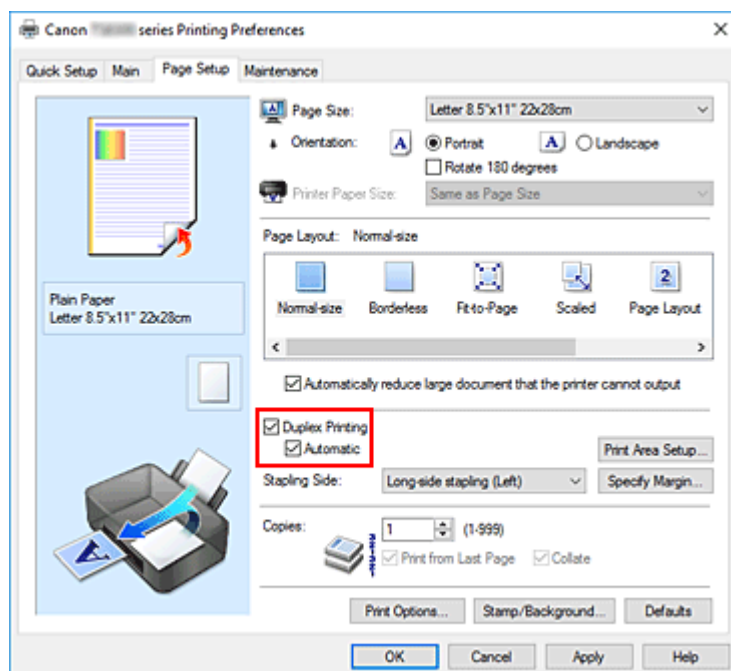 Canon series Printing Preferences
Quick Setup Main Page Setup Maintenance
Page Size: Letter 8.5"x11" 22x28cm
Orientation: A Portrait A Landscape
Rotate 180 degrees
Printer Paper Size: Same as Page Size
Page Layout: Normal-size
2
Normal-size Borderless Fit-to-Page Scaled Page Layout
Plain Paper
Letter 8.5"x11" 22x28cm
Automatically reduce large document that the printer cannot output
Duplex Printing
Automatic
Print Area Setup...
Stapling Side: Long-side stapling (Left) Specify Margin...
Copies: 1 (1-999)
Print from Last Page Collate
A
Print Options... Stamp/Background... Defaults
OK Cancel Apply Help